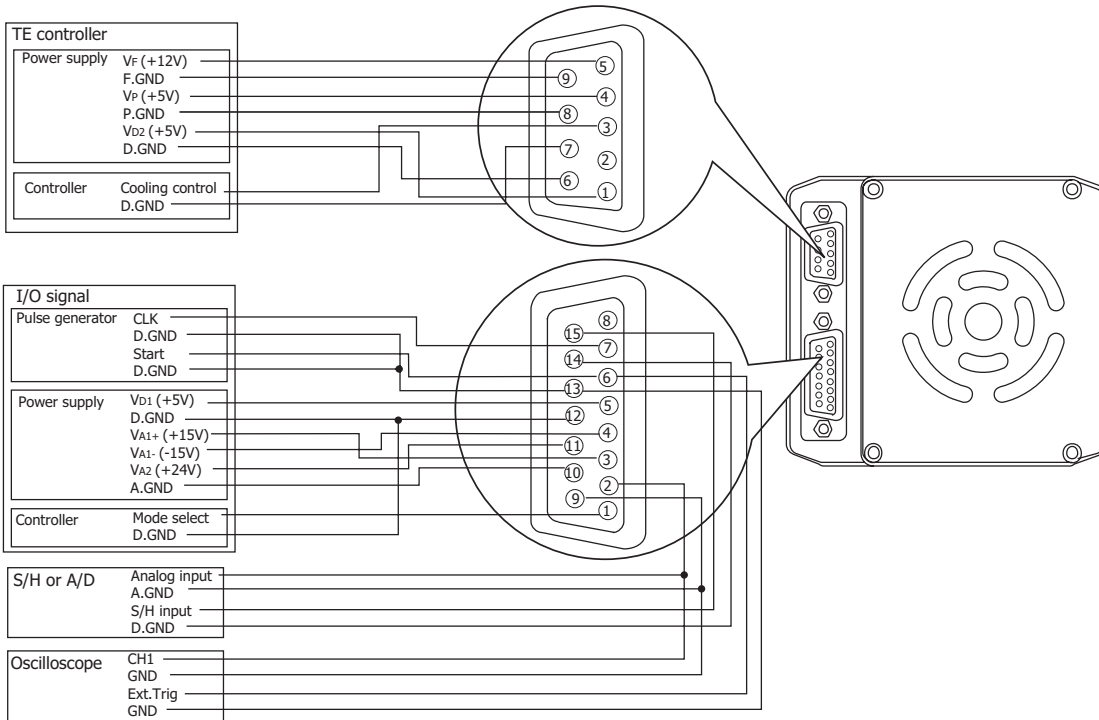 TE controller
Power supply VF (+12V)
F.GND
VP (+5V)
P.GND
VD2 (+5V)
D.GND
Controller Cooling control
D.GND
5
9
4
8
3
7
2
6
1
I/O signal
Pulse generator CLK
D.GND
Start
D.GND
Power supply VD1 (+5V)
D.GND
VA1+ (+15V)
VA1- (-15V)
VA2 (+24V)
A.GND
Controller Mode select
D.GND
8
15
7
14
6
13
5
12
4
11
3
10
2
9
1
S/H or A/D Analog input
A.GND
S/H input
D.GND
Oscilloscope CH1
GND
Ext.Trig
GND